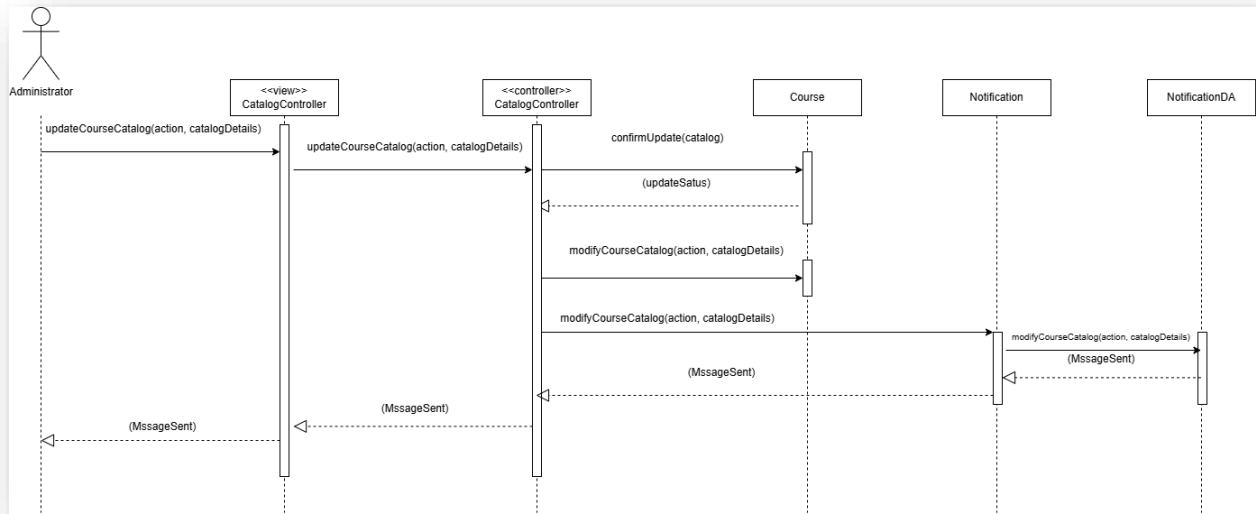 Administrator
<<view>>
CatalogController
<<controller>>
CatalogController
Course
Notification
NotificationDA
updateCourseCatalog(action, catalogDetails)
updateCourseCatalog(action, catalogDetails)
confirmUpdate(catalog)
(updateSatus)
modifyCourseCatalog(action, catalogDetails)
modifyCourseCatalog(action, catalogDetails)
modifyCourseCatalog(action, catalogDetails)
(MssageSent)
(MssageSent)
(MssageSent)
(MssageSent)